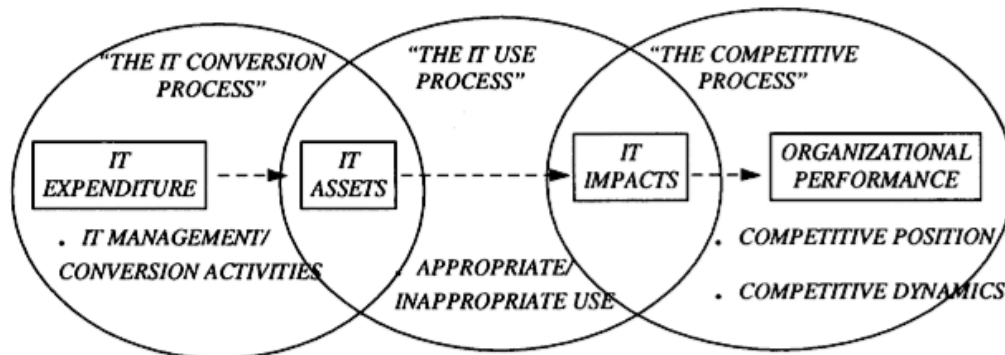 “THE IT CONVERSION
PROCESS”
“THE IT USE
PROCESS”
“THE COMPETITIVE
PROCESS”
IT
EXPENDITURE
IT
ASSETS
IT
IMPACTS
ORGANIZATIONAL
PERFORMANCE
. IT MANAGEMENT/
CONVERSION ACTIVITIES
. APPROPRIATE/
INAPPROPRIATE USE
. COMPETITIVE POSITION/
. COMPETITIVE DYNAMICS